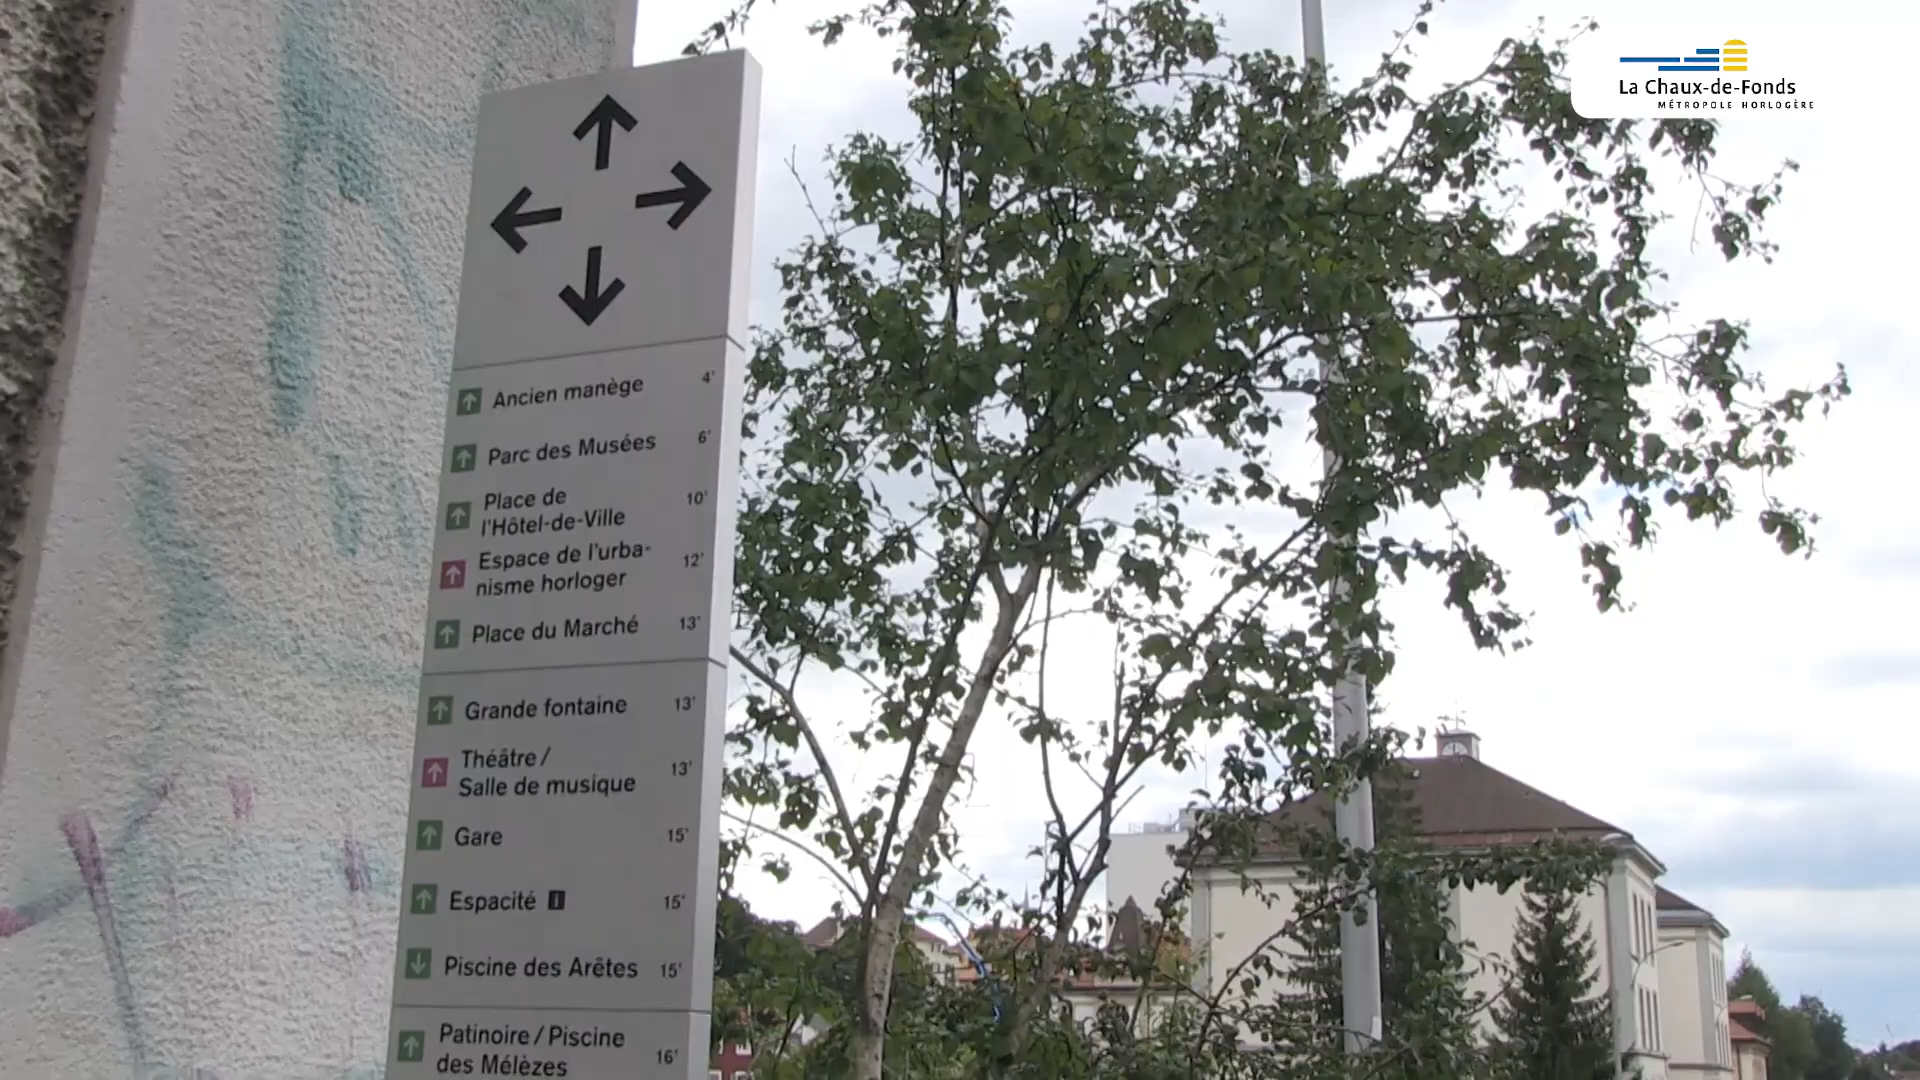 La Chaux-de-Fonds
MÉTROPOLE HORLOGÈRE
Ancien manège 4'
Parc des Musées 6'
Place de
l'Hôtel-de-Ville 10'
Espace de l'urba-
nisme horloger 12'
Place du Marché 13'
Grande fontaine 13'
Théâtre /
Salle de musique 13'
Gare 15'
Espacité i 15'
Piscine des Arêtes 15'
Patinoire / Piscine
des Mélèzes 16'